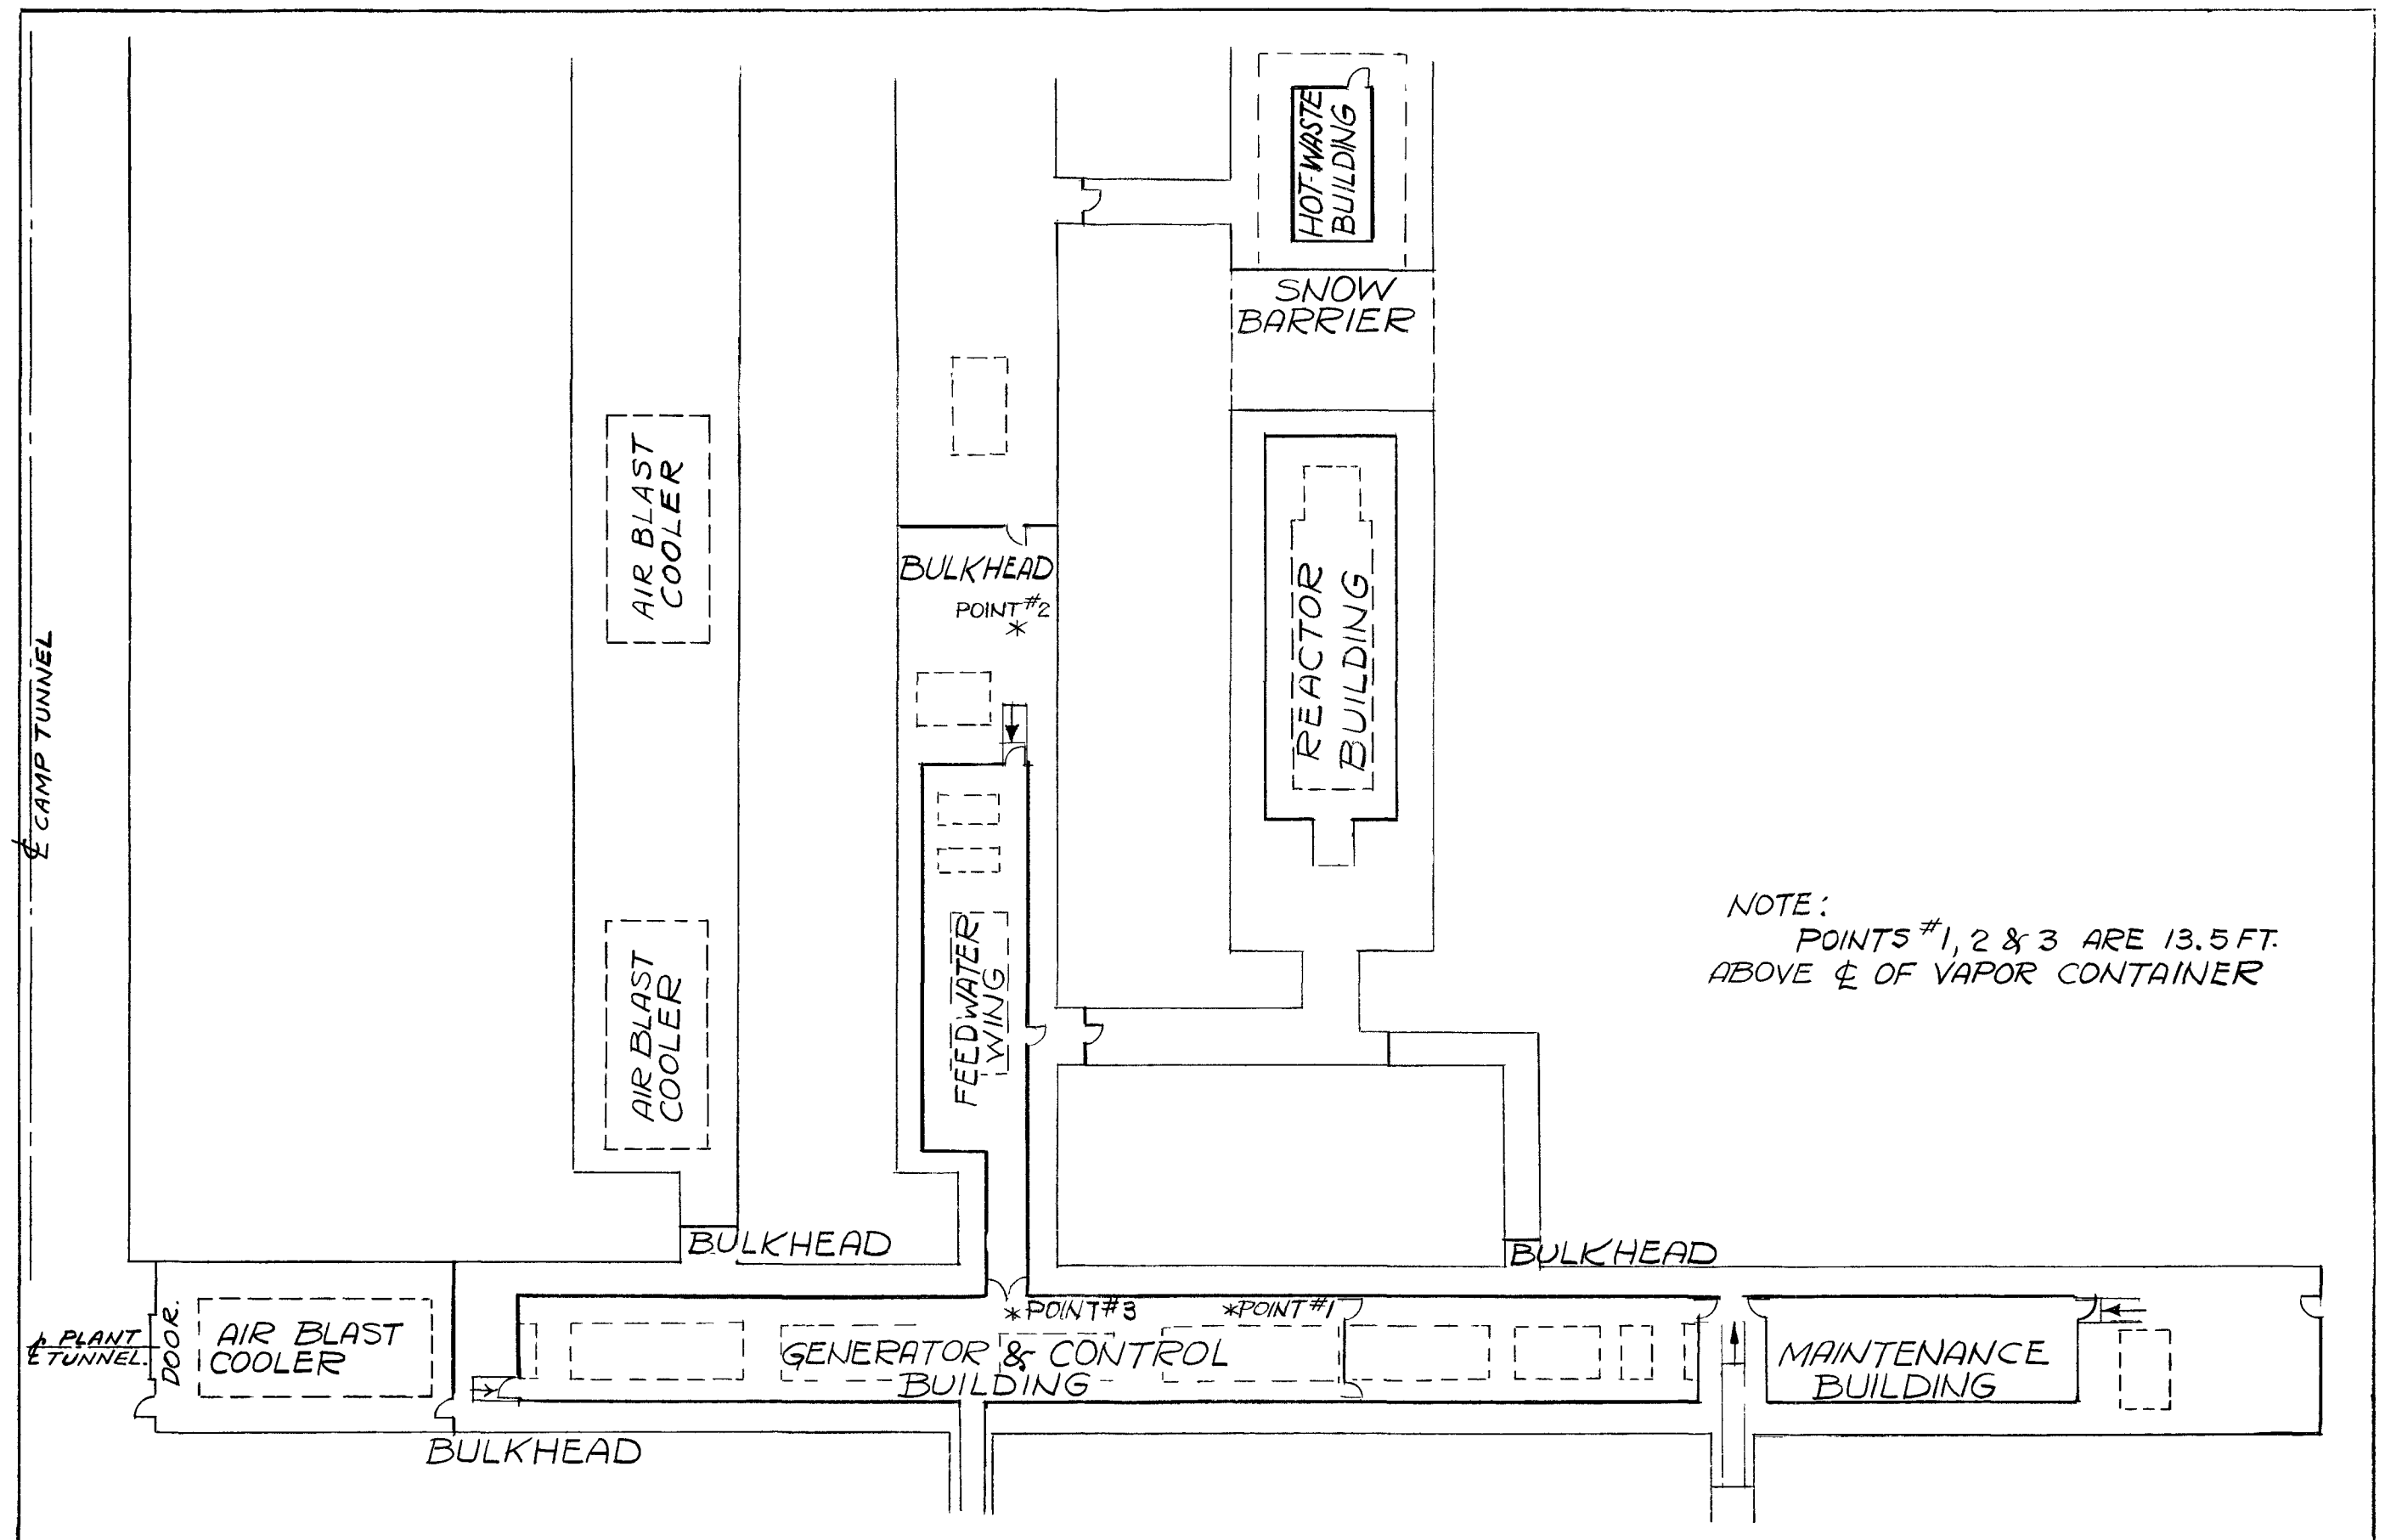 HOT-WASTE
BUILDING
SNOW
BARRIER
AIR BLAST
COOLER
BULKHEAD
POINT #2
*
REACTOR
BUILDING
℄ CAMP TUNNEL
NOTE:
POINTS #1, 2 & 3 ARE 13.5 FT.
ABOVE ℄ OF VAPOR CONTAINER
FEEDWATER
WING
AIR BLAST
COOLER
BULKHEAD
BULKHEAD
℄ PLANT
TUNNEL.
DOOR.
AIR BLAST
COOLER
*POINT #3
*POINT #1
GENERATOR & CONTROL
BUILDING
MAINTENANCE
BUILDING
BULKHEAD